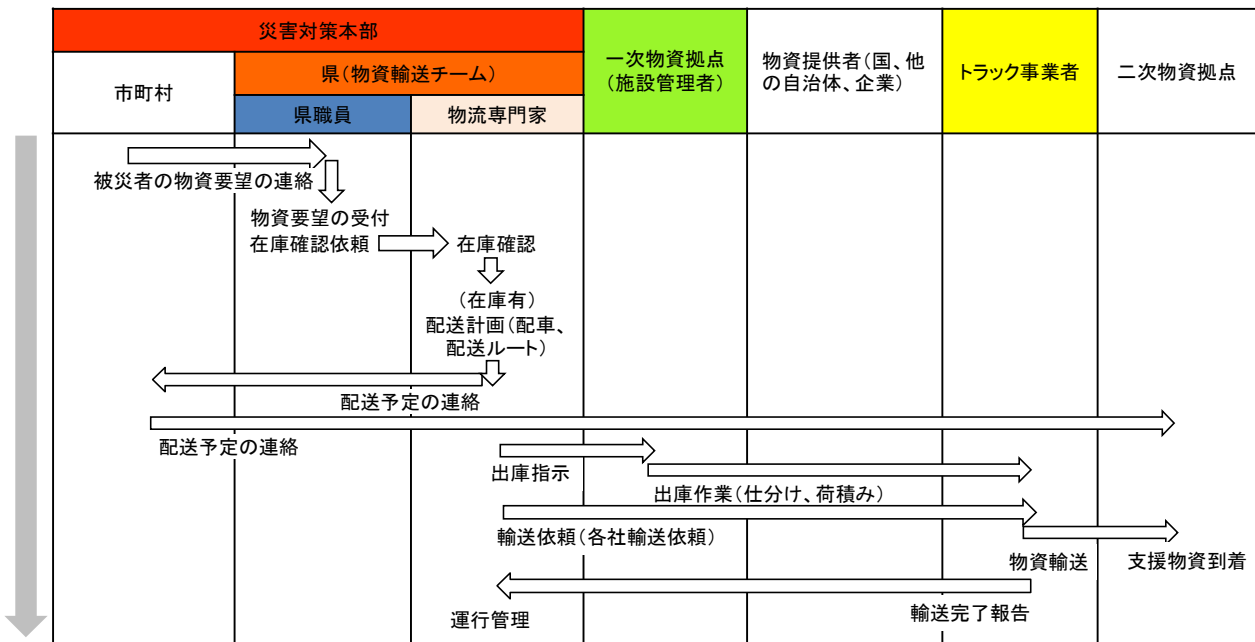 災害対策本部
市町村
県（物資輸送チーム）
県職員
物流専門家
一次物資拠点
（施設管理者）
物資提供者（国、他
の自治体、企業）
トラック事業者
二次物資拠点
被災者の物資要望の連絡
物資要望の受付
在庫確認依頼
在庫確認
（在庫有）
配送計画（配車、
配送ルート）
配送予定の連絡
配送予定の連絡
出庫指示
出庫作業（仕分け、荷積み）
輸送依頼（各社輸送依頼）
物資輸送
支援物資到着
輸送完了報告
運行管理